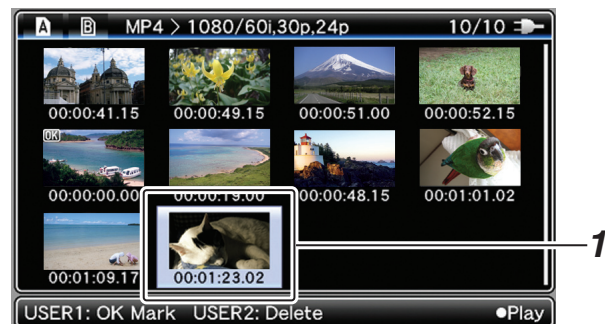 A B MP4 > 1080/60i,30p,24p 10/10
00:00:41.15 00:00:49.15 00:00:51.00 00:00:52.15
OK
00:00:00.00 00:00:19.00 00:00:48.15 00:01:01.02
00:01:09.17 00:01:23.02
1
USER1: OK Mark USER2: Delete ●Play